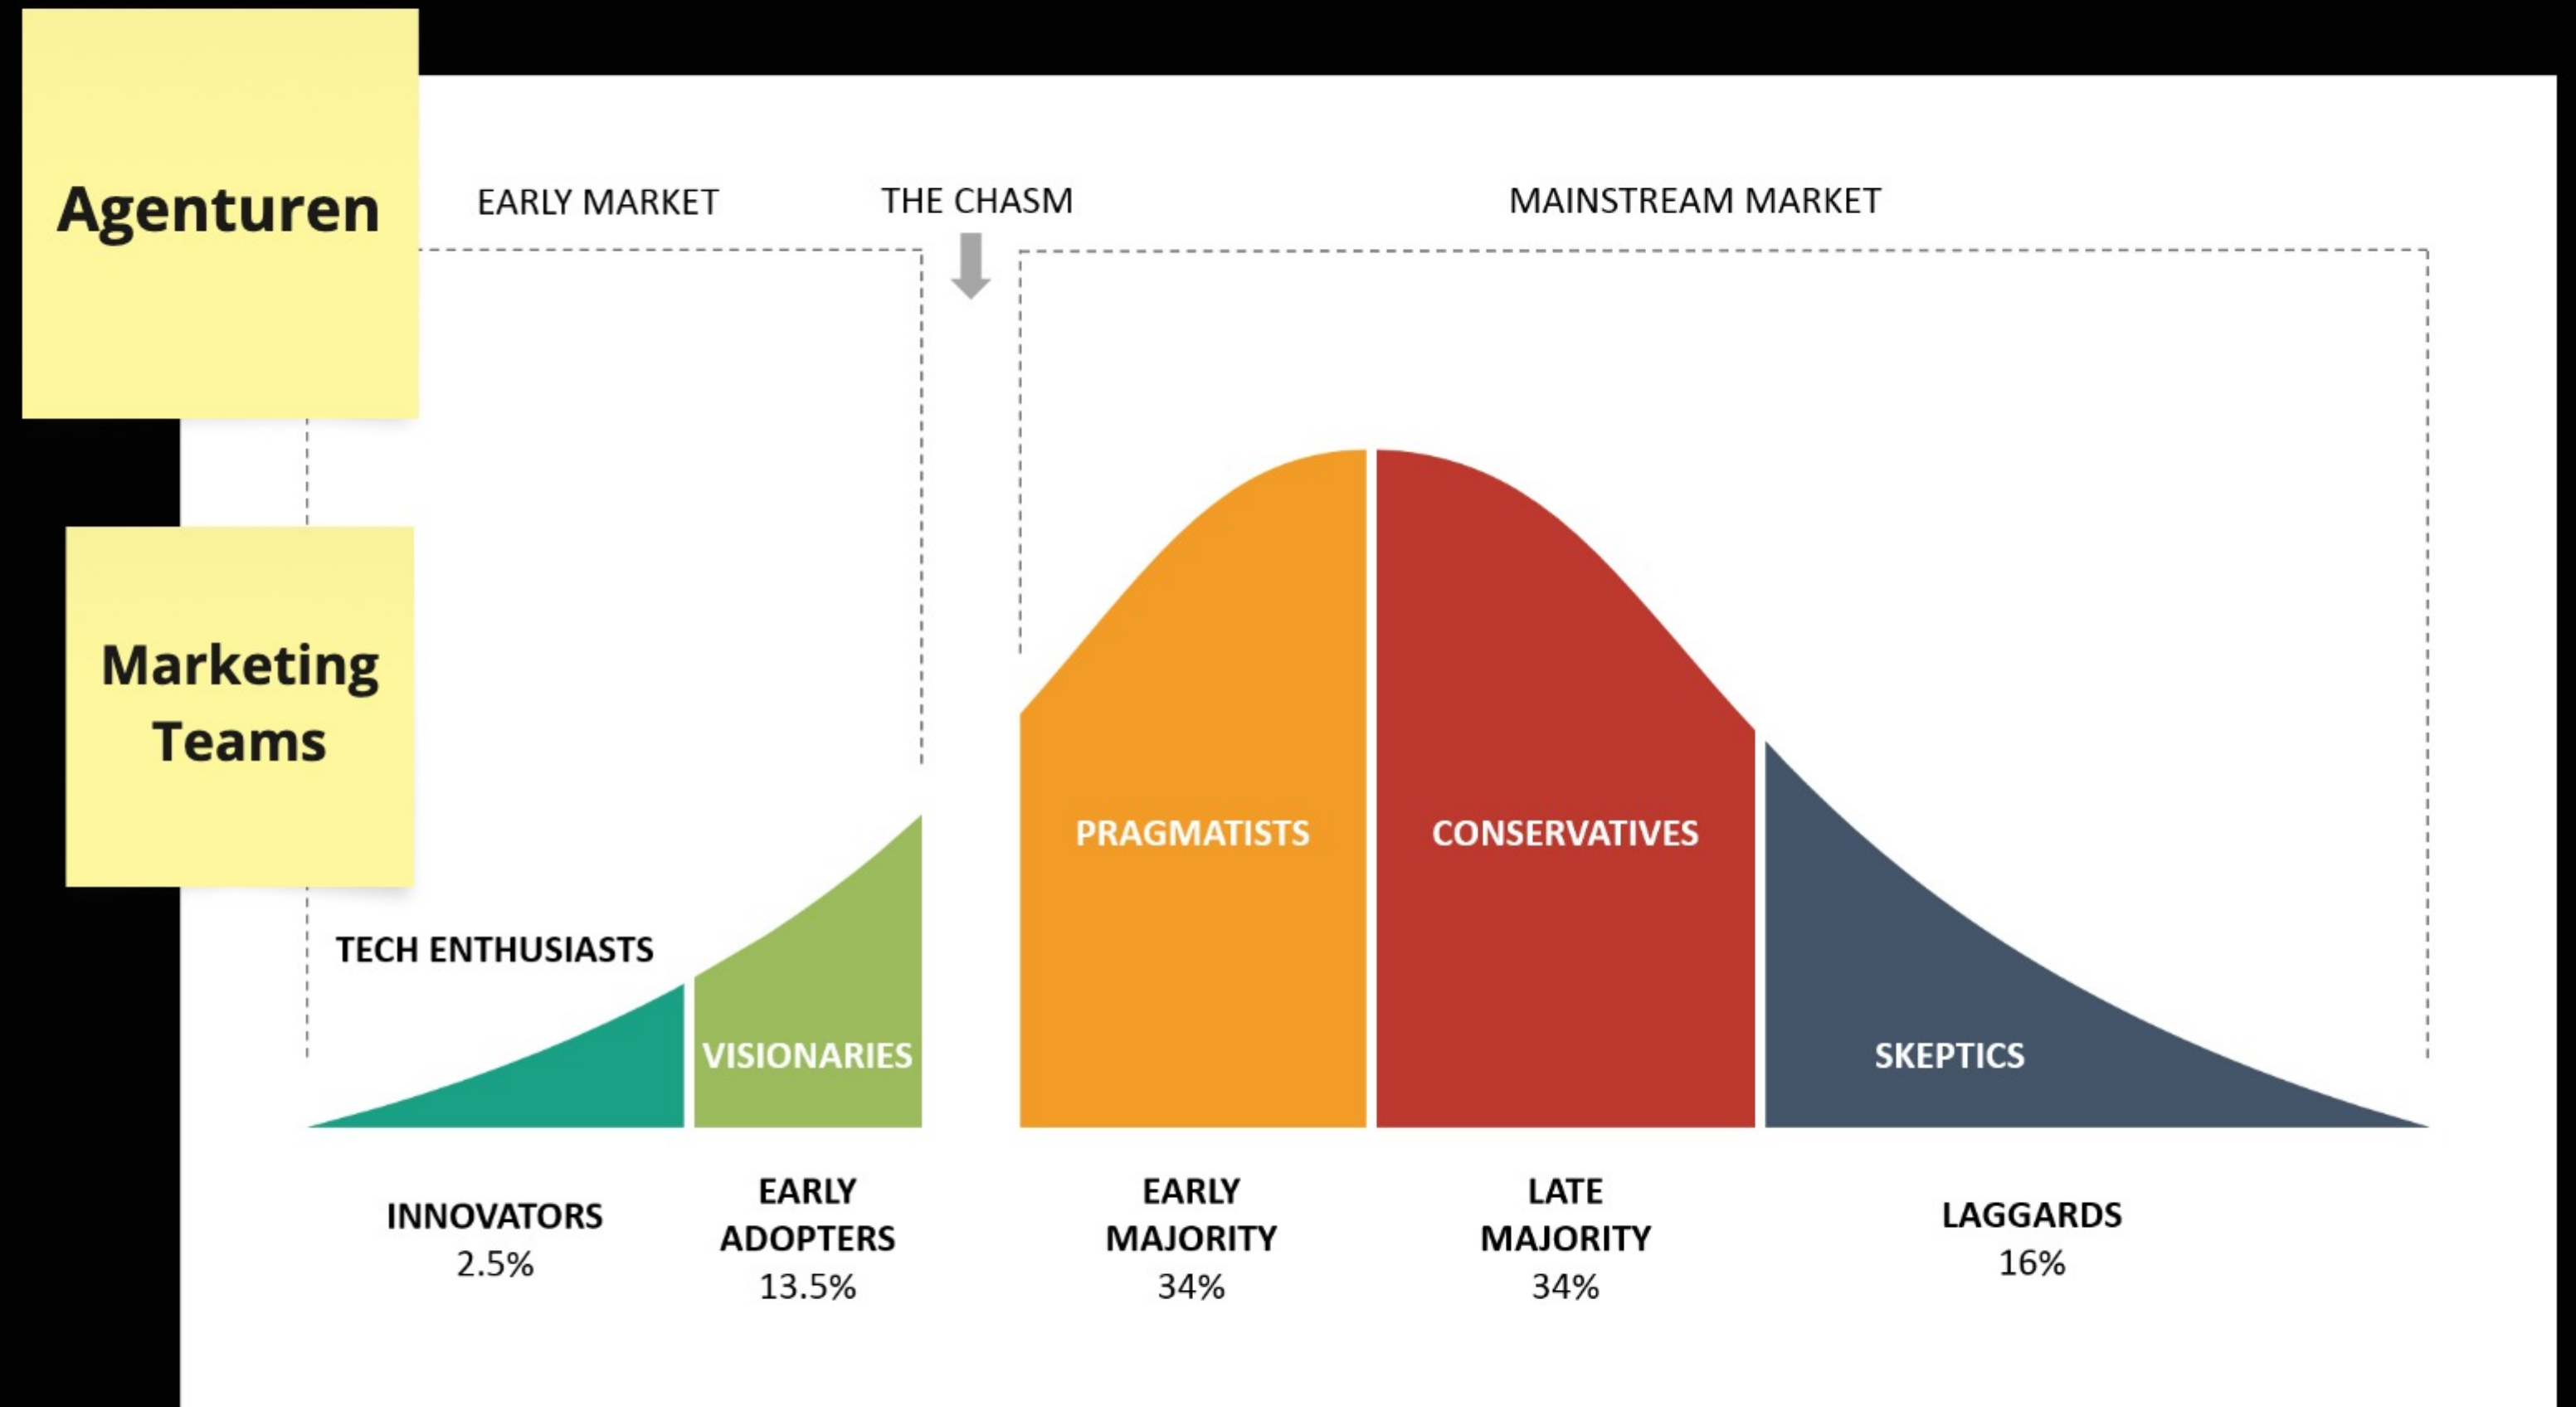 Agenturen
EARLY MARKET
THE CHASM
MAINSTREAM MARKET
Marketing
Teams
TECH ENTHUSIASTS
VISIONARIES
PRAGMATISTS
CONSERVATIVES
SKEPTICS
INNOVATORS
2.5%
EARLY
ADOPTERS
13.5%
EARLY
MAJORITY
34%
LATE
MAJORITY
34%
LAGGARDS
16%